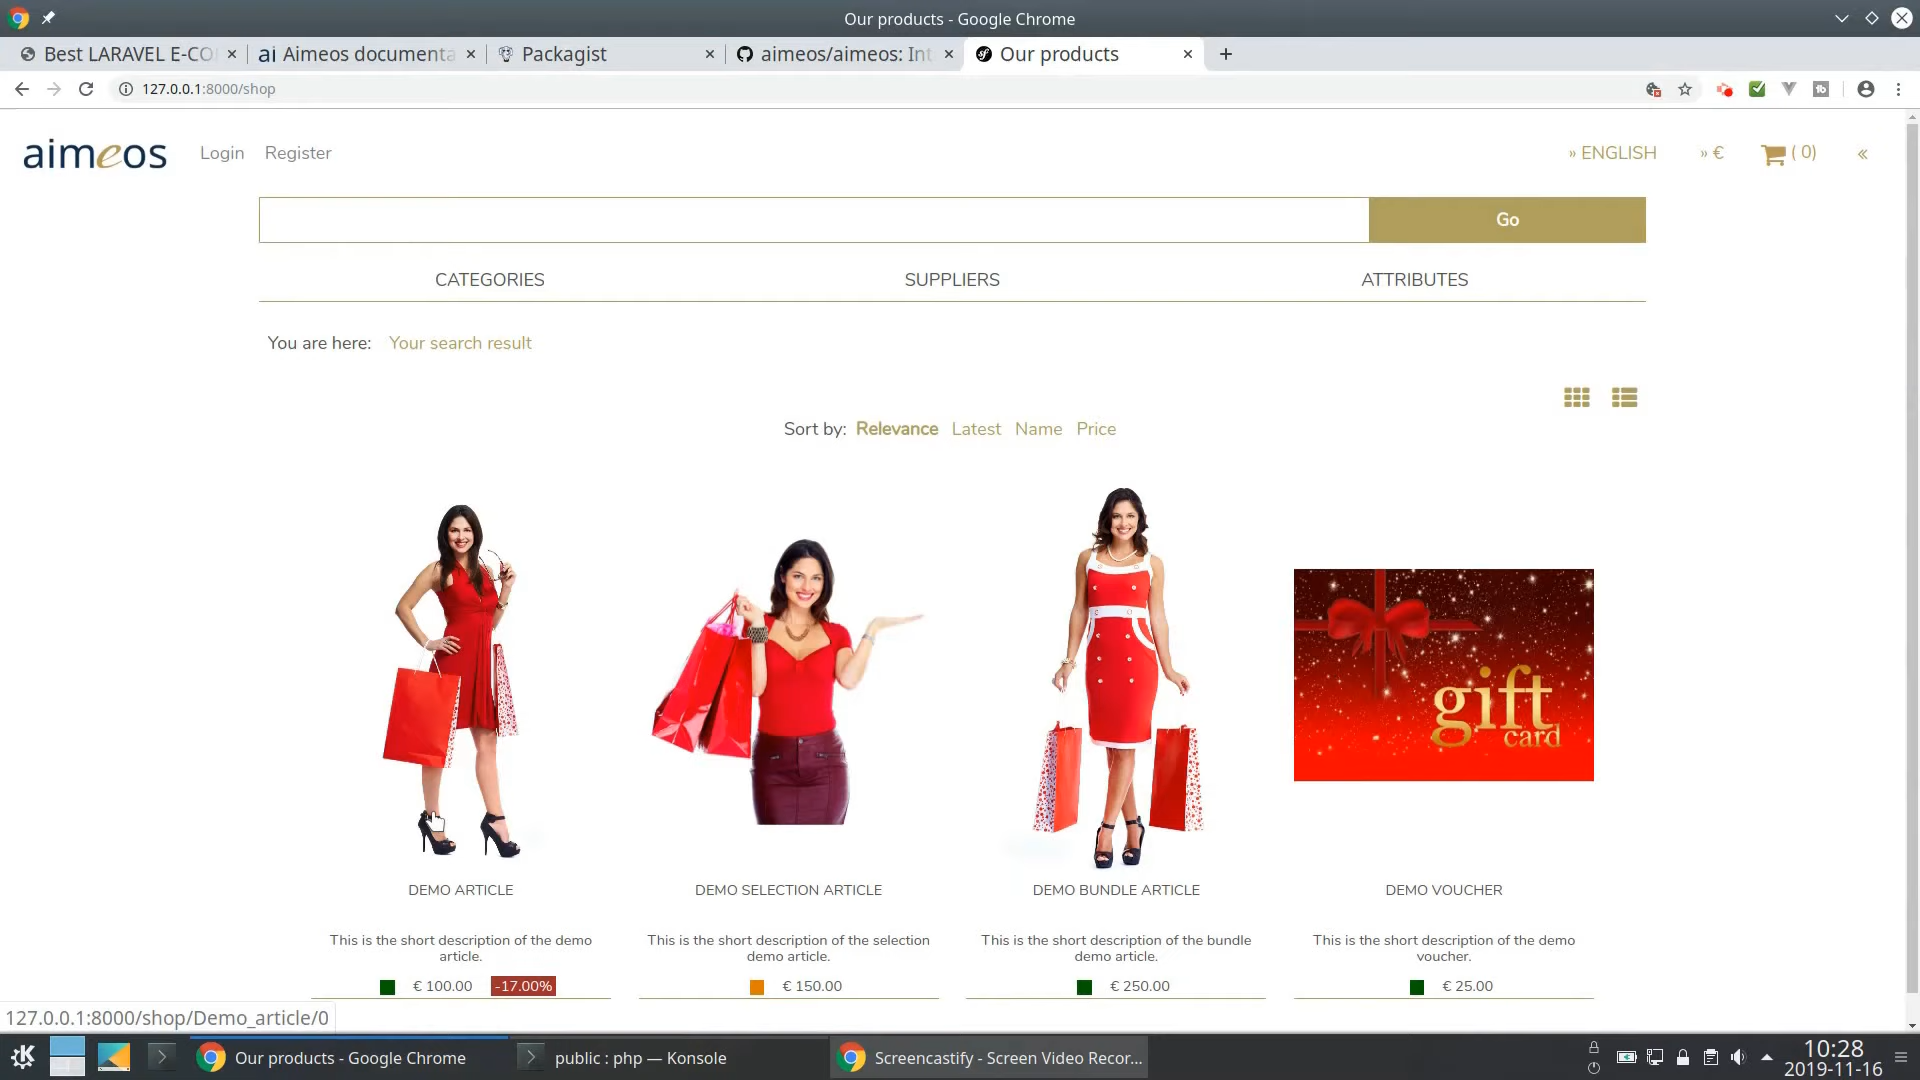 Our products - Google Chrome
Best LARAVEL E-CO
Aimeos documenta
Packagist
aimeos/aimeos: Int
Our products
127.0.0.1:8000/shop
aimeos
Login
Register
» ENGLISH
» €
( 0)
«
Go
CATEGORIES
SUPPLIERS
ATTRIBUTES
You are here: Your search result
Sort by: Relevance Latest Name Price
gift
card
DEMO ARTICLE
This is the short description of the demo
article.
€ 100.00 -17.00%
DEMO SELECTION ARTICLE
This is the short description of the selection
demo article.
€ 150.00
DEMO BUNDLE ARTICLE
This is the short description of the bundle
demo article.
€ 250.00
DEMO VOUCHER
This is the short description of the demo
voucher.
€ 25.00
127.0.0.1:8000/shop/Demo_article/0
Our products - Google Chrome
public : php — Konsole
Screencastify - Screen Video Recor...
10:28
2019-11-16